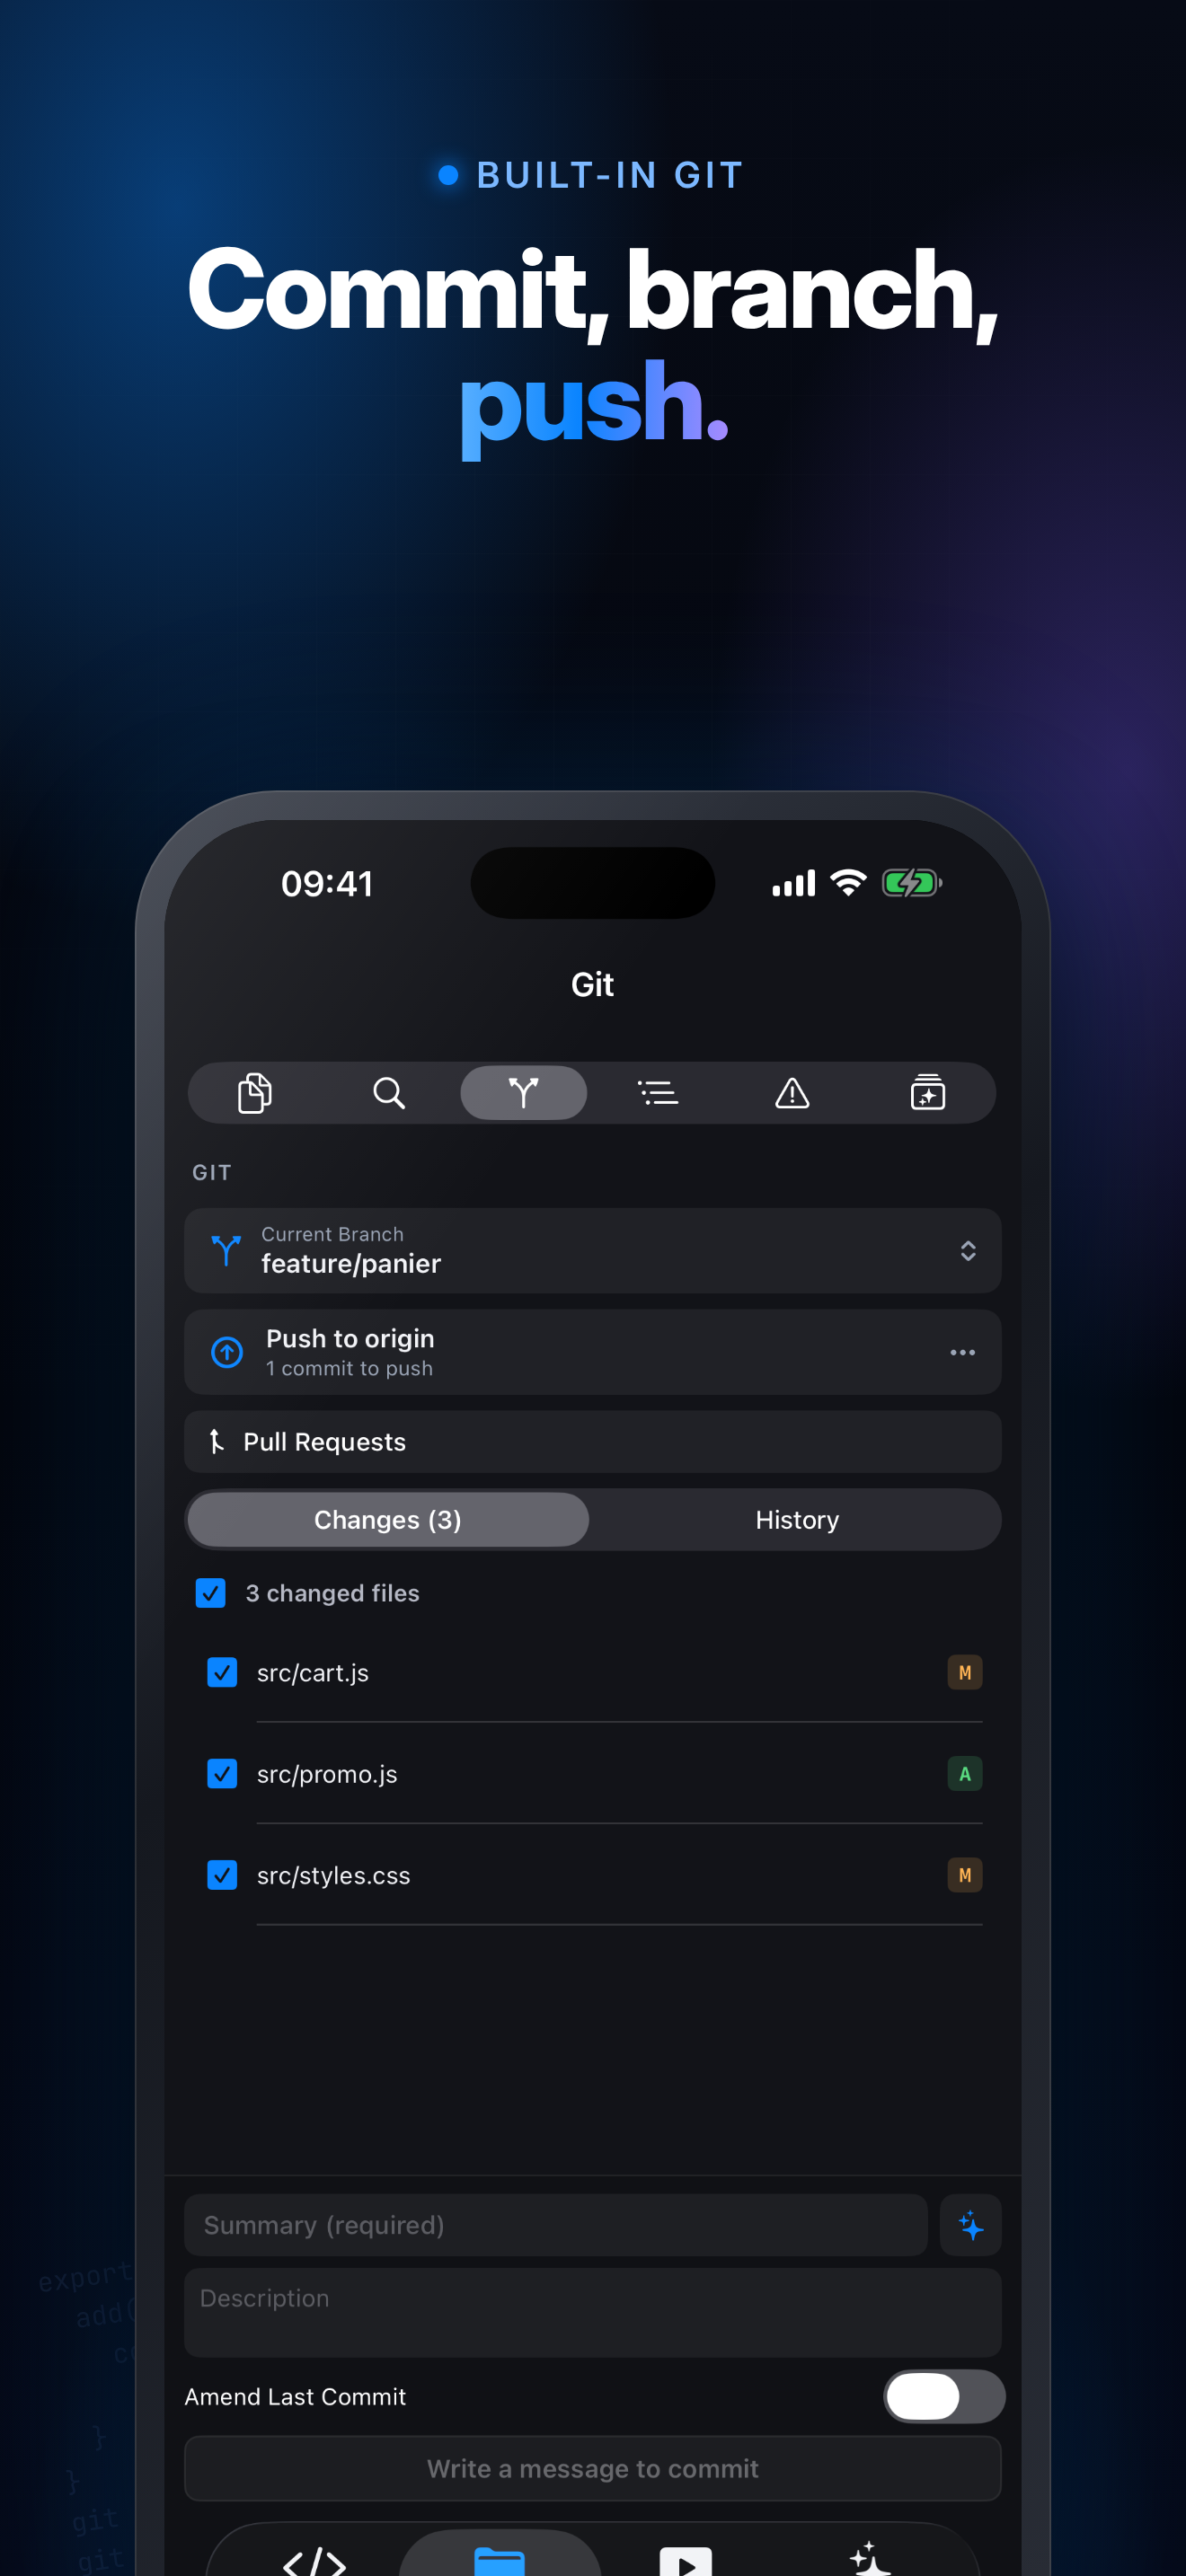 BUILT-IN GIT
Commit, branch,
push.
09:41
Git
GIT
Current Branch
feature/panier
Push to origin
1 commit to push
Pull Requests
Changes (3)
History
3 changed files
src/cart.js
M
src/promo.js
A
src/styles.css
M
Summary (required)
Description
export
add(
Amend Last Commit
}
Write a message to commit
}
git
git